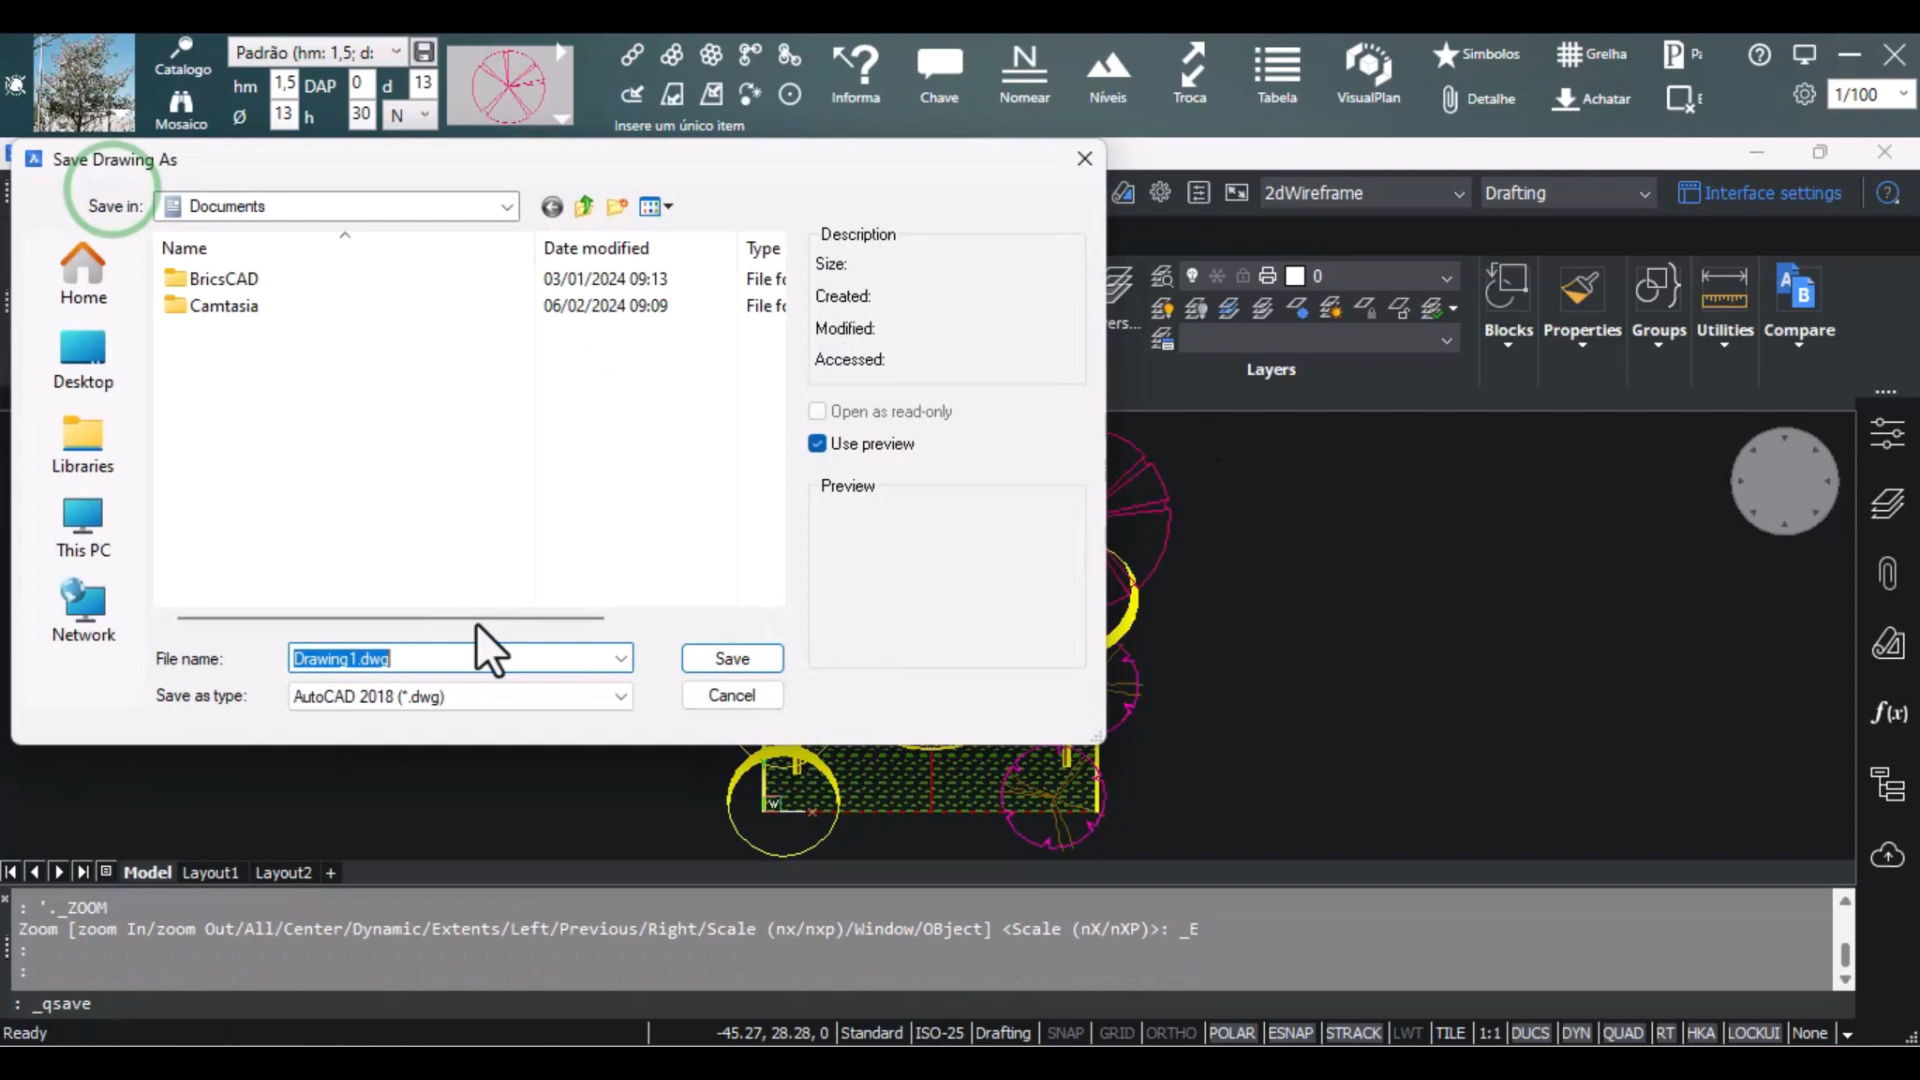 Catalogo
Mosaico
Padrão (hm: 1,5; d:
hm 1,5 DAP 0 d 13
Ø 13 h 30 N
Insere um único item
Informa
Chave
Nomear
Níveis
Troca
Tabela
VisualPlan
Simbolos
Detalhe
Grelha
Achatar
1/100
Save Drawing As
Save in: Documents
Name Date modified Type
BricsCAD 03/01/2024 09:13
Camtasia 06/02/2024 09:09
Home
Desktop
Libraries
This PC
Network
File name: Drawing1.dwg
Save as type: AutoCAD 2018 (*.dwg)
Save
Cancel
Description
Size:
Created:
Modified:
Accessed:
Open as read-only
Use preview
Preview
2dWireframe
Drafting
Interface settings
0
Layers
Blocks
Properties
Groups
Utilities
Compare
A
B
f(x)
W
X
Model Layout1 Layout2 +
: '._ZOOM
Zoom [zoom In/zoom Out/All/Center/Dynamic/Extents/Left/Previous/Right/Scale (nx/nxp)/Window/OBject] <Scale (nX/nXP)>: _E
:
:
: _qsave
Ready
-45.27, 28.28, 0 Standard ISO-25 Drafting SNAP GRID ORTHO POLAR ESNAP STRACK LWT TILE 1:1 DUCS DYN QUAD RT HKA LOCKUI None